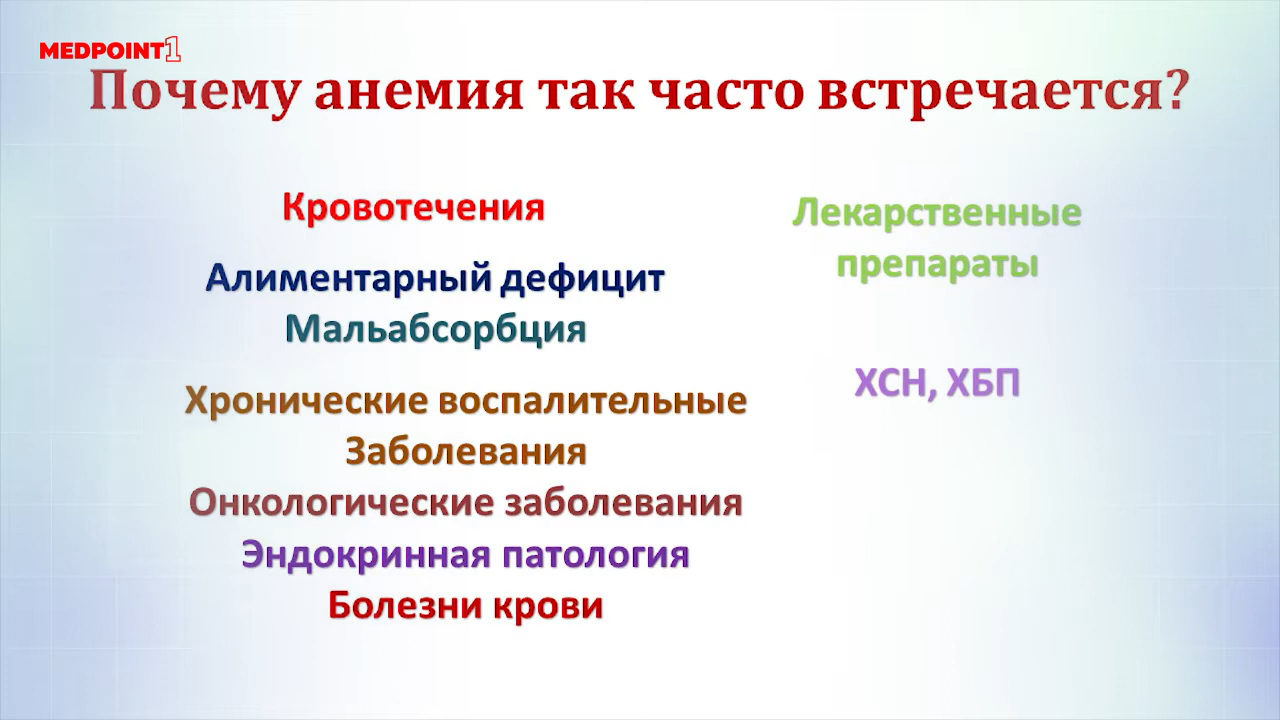 MEDPOINT1
Почему анемия так часто встречается?
Кровотечения
Алиментарный дефицит
Мальабсорбция
Хронические воспалительные
Заболевания
Онкологические заболевания
Эндокринная патология
Болезни крови
Лекарственные
препараты
ХСН, ХБП